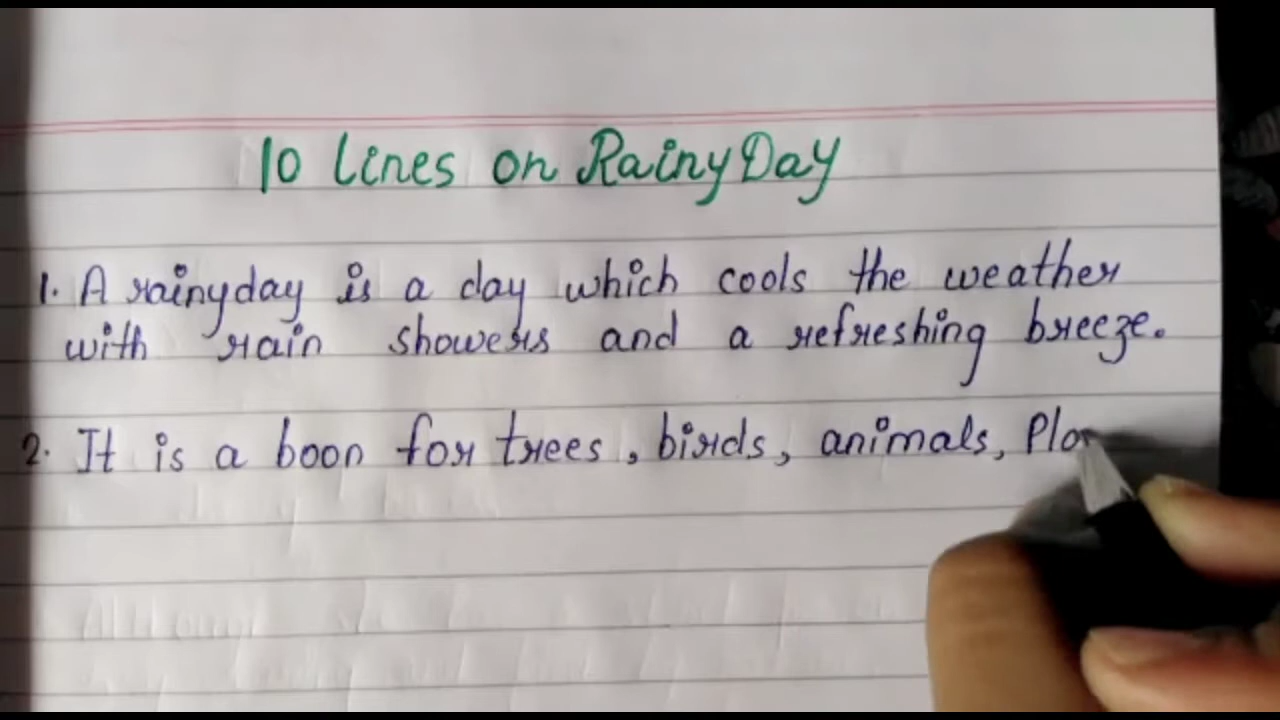 10 Lines on Rainy Day
1. A rainyday is a day which cools the weather
with rain showers and a refreshing breeze.
2. It is a boon for trees, birds, animals,